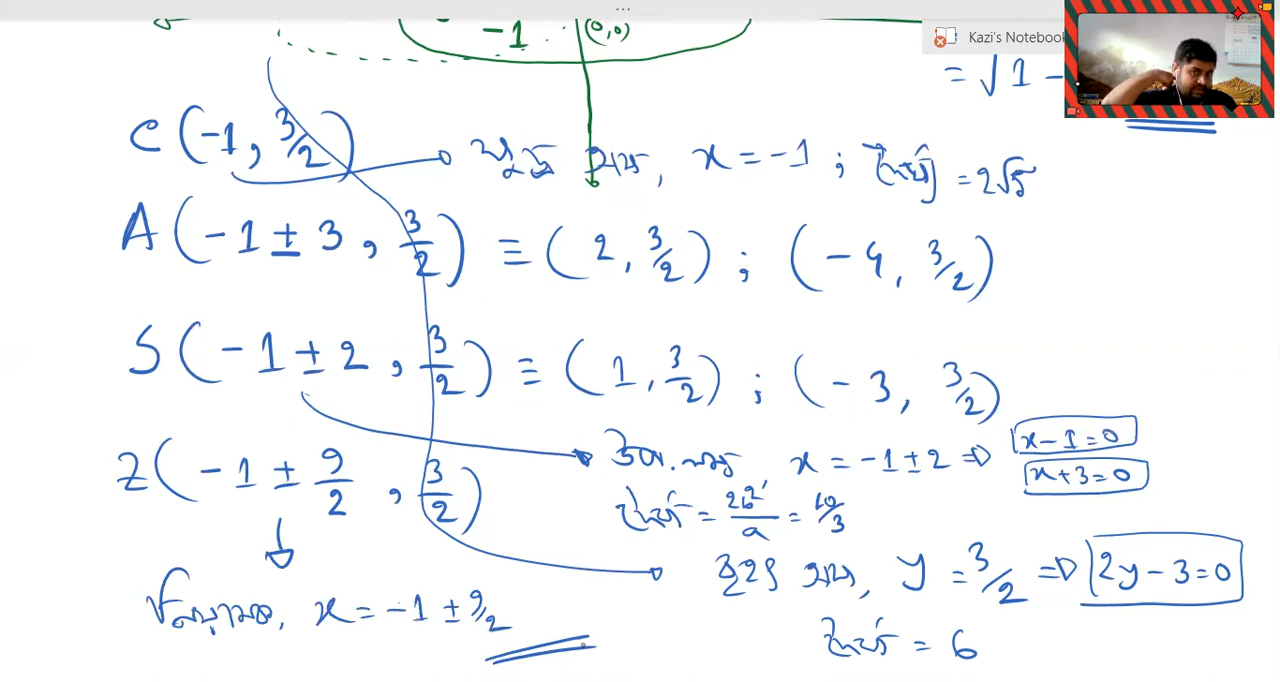 −1 (0,0)
Kazi's Notebook
= √1 −
C(−1, 3/2) ক্ষুদ্র অক্ষ, x = −1 ; দৈর্ঘ্য = 2√5
A(−1 ± 3, 3/2) ≡ (2, 3/2) ; (−4, 3/2)
S(−1 ± 2, 3/2) ≡ (1, 3/2) ; (−3, 3/2)
x = −1 ± 2 ⇒ x−1=0
x+3=0
Z(−1 ± 9/2, 3/2)
দৈর্ঘ্য = 2b²/a = 10/3
বৃহৎ অক্ষ, y = 3/2 ⇒ 2y − 3 = 0
নিয়ামক, x = −1 ± 9/2
দৈর্ঘ্য = 6